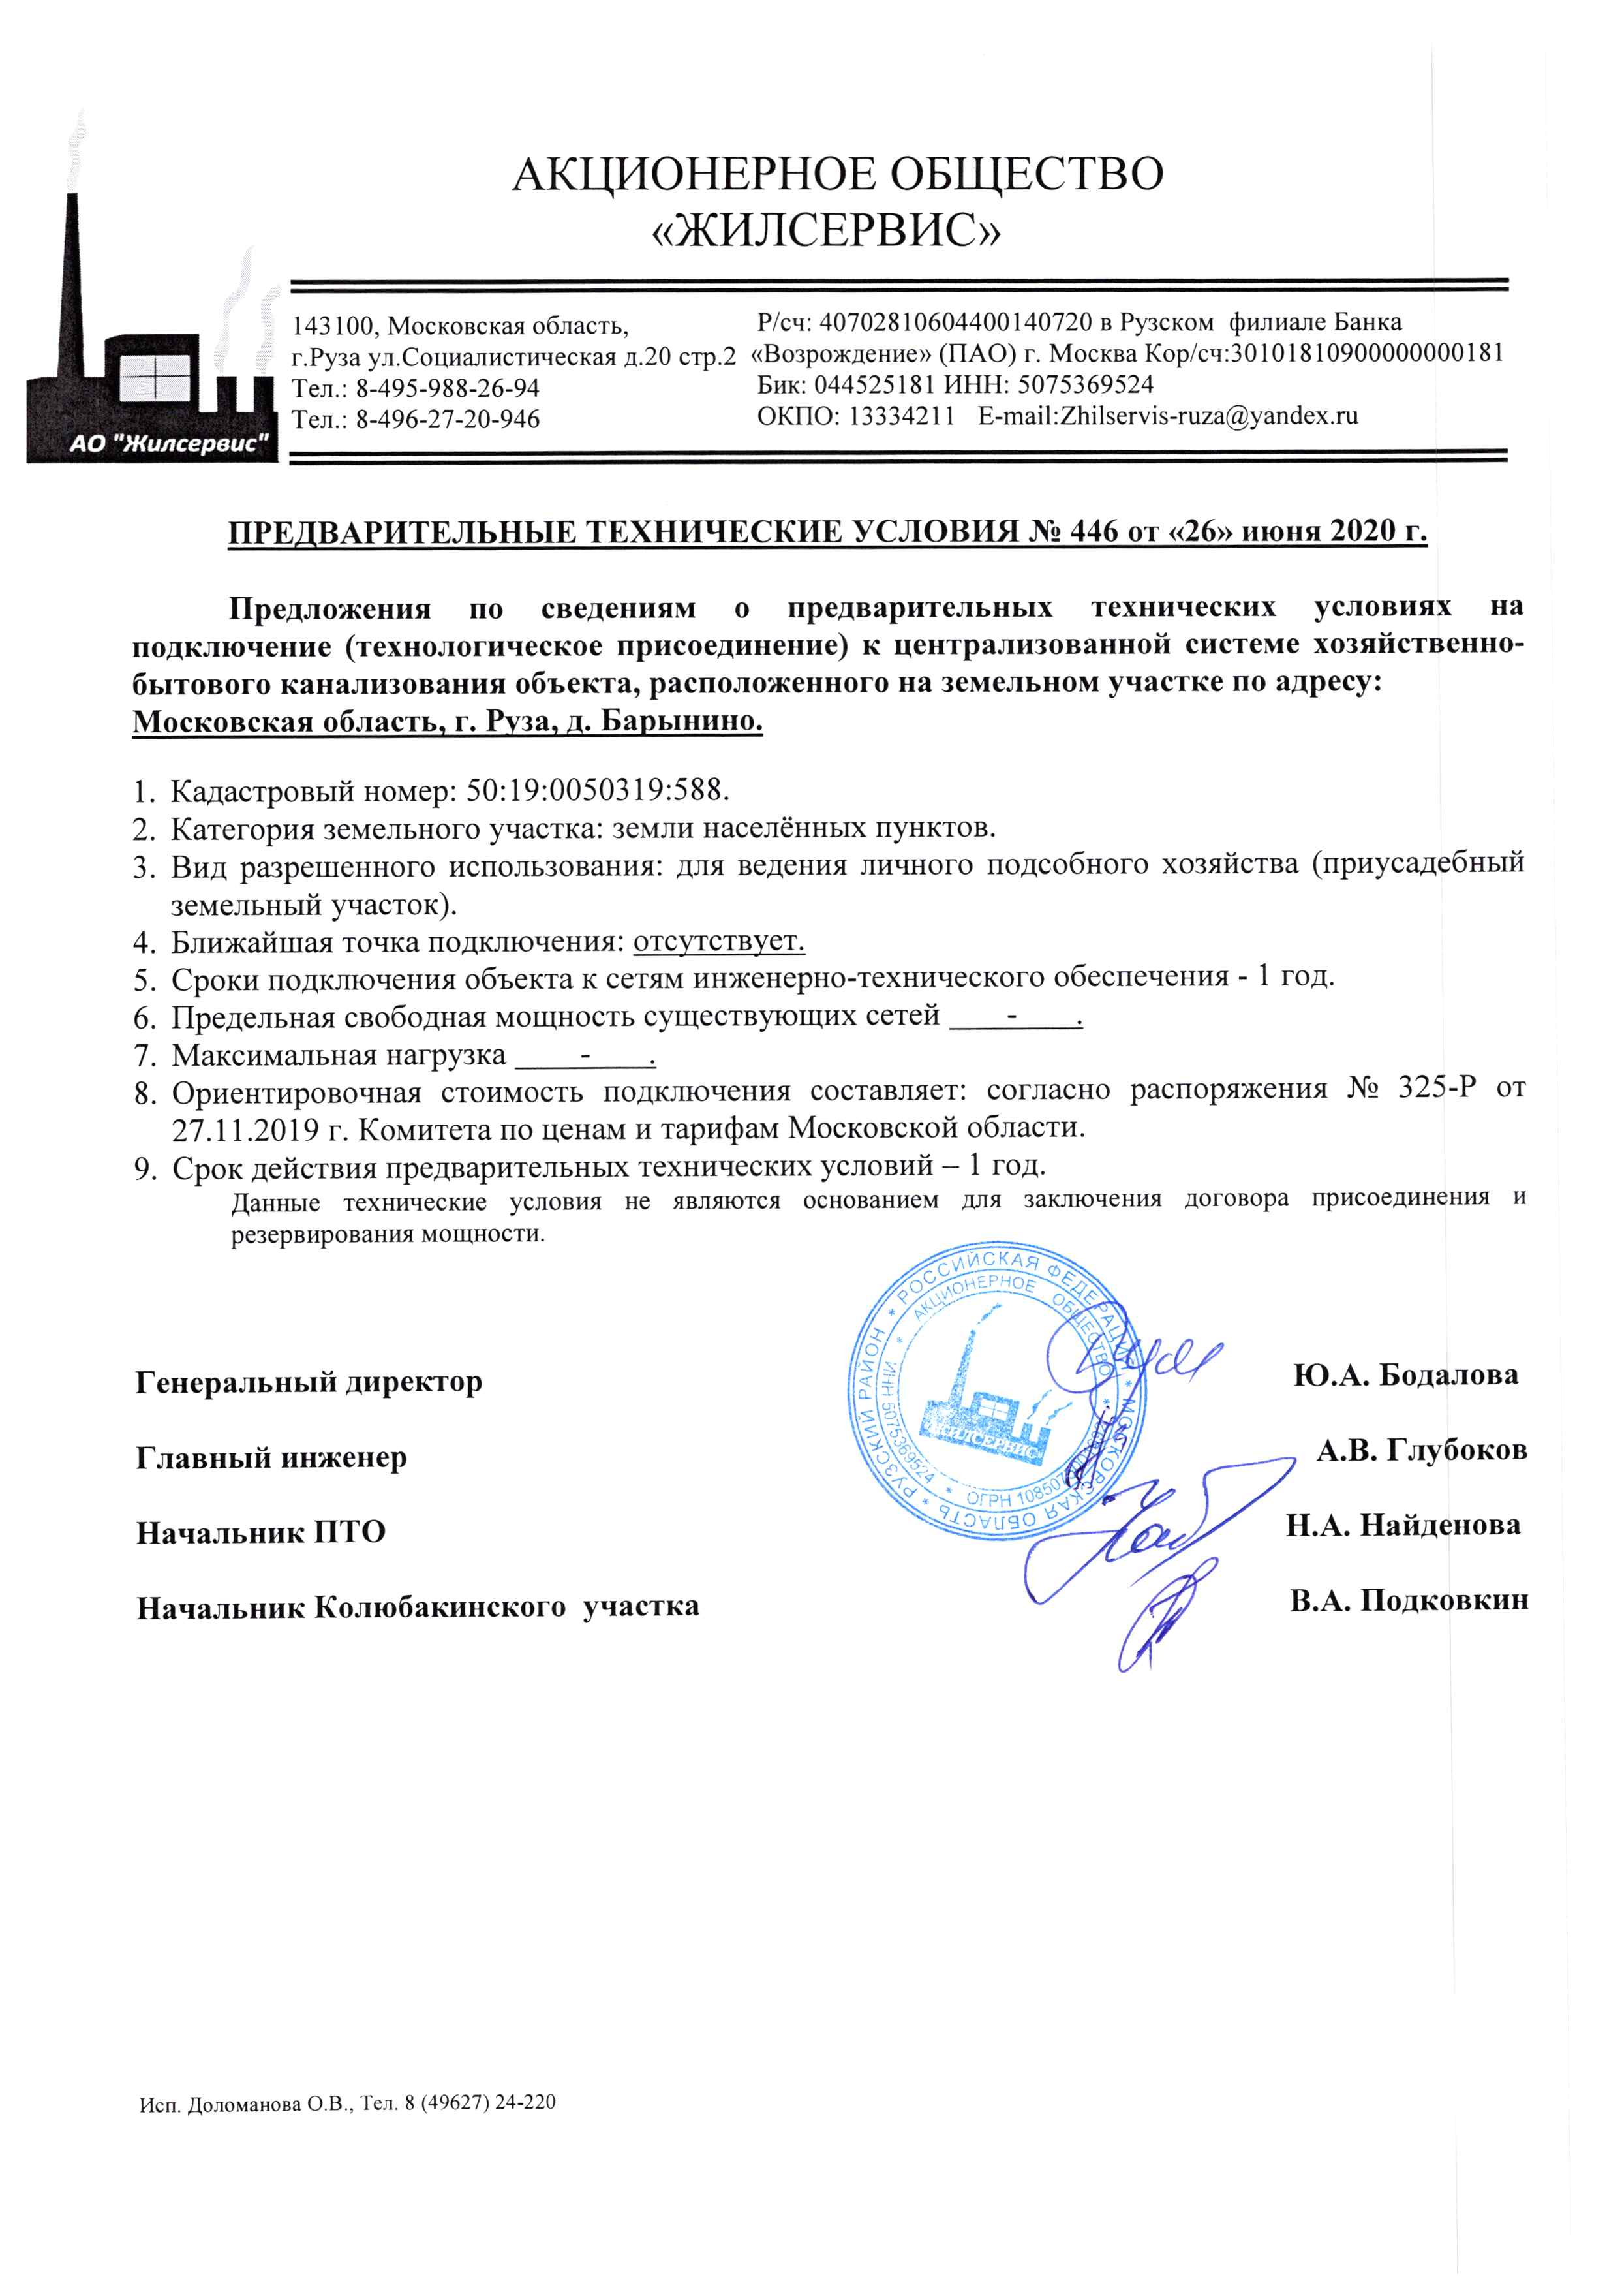 АКЦИОНЕРНОЕ ОБЩЕСТВО
«ЖИЛСЕРВИС»
АО "Жилсервис"
143100, Московская область,
г.Руза ул.Социалистическая д.20 стр.2
Тел.: 8-495-988-26-94
Тел.: 8-496-27-20-946
Р/сч: 40702810604400140720 в Рузском филиале Банка
«Возрождение» (ПАО) г. Москва Кор/сч:30101810900000000181
Бик: 044525181 ИНН: 5075369524
ОКПО: 13334211 E-mail:Zhilservis-ruza@yandex.ru
ПРЕДВАРИТЕЛЬНЫЕ ТЕХНИЧЕСКИЕ УСЛОВИЯ № 446 от «26» июня 2020 г.
Предложения по сведениям о предварительных технических условиях на
подключение (технологическое присоединение) к централизованной системе хозяйственно-
бытового канализования объекта, расположенного на земельном участке по адресу:
Московская область, г. Руза, д. Барынино.
1. Кадастровый номер: 50:19:0050319:588.
2. Категория земельного участка: земли населённых пунктов.
3. Вид разрешенного использования: для ведения личного подсобного хозяйства (приусадебный
земельный участок).
4. Ближайшая точка подключения: отсутствует.
5. Сроки подключения объекта к сетям инженерно-технического обеспечения - 1 год.
6. Предельная свободная мощность существующих сетей ____-____.
7. Максимальная нагрузка ____-____.
8. Ориентировочная стоимость подключения составляет: согласно распоряжения № 325-Р от
27.11.2019 г. Комитета по ценам и тарифам Московской области.
9. Срок действия предварительных технических условий – 1 год.
Данные технические условия не являются основанием для заключения договора присоединения и
резервирования мощности.
* РОССИЙСКАЯ ФЕДЕРАЦИЯ * МОСКОВСКАЯ ОБЛАСТЬ * РУЗСКИЙ РАЙОН
* АКЦИОНЕРНОЕ ОБЩЕСТВО * ОГРН * ИНН 5075369524
ЖИЛСЕРВИС
Генеральный директор Ю.А. Бодалова
Главный инженер А.В. Глубоков
Начальник ПТО Н.А. Найденова
Начальник Колюбакинского участка В.А. Подковкин
Исп. Доломанова О.В., Тел. 8 (49627) 24-220